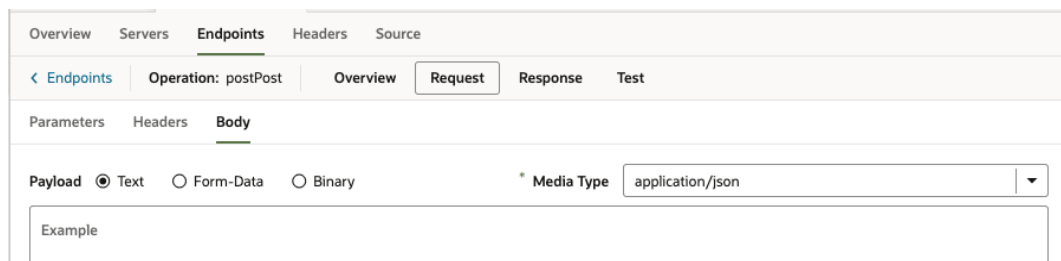 Overview Servers Endpoints Headers Source
Endpoints Operation: postPost Overview Request Response Test
Parameters Headers Body
Payload Text Form-Data Binary * Media Type application/json
Example